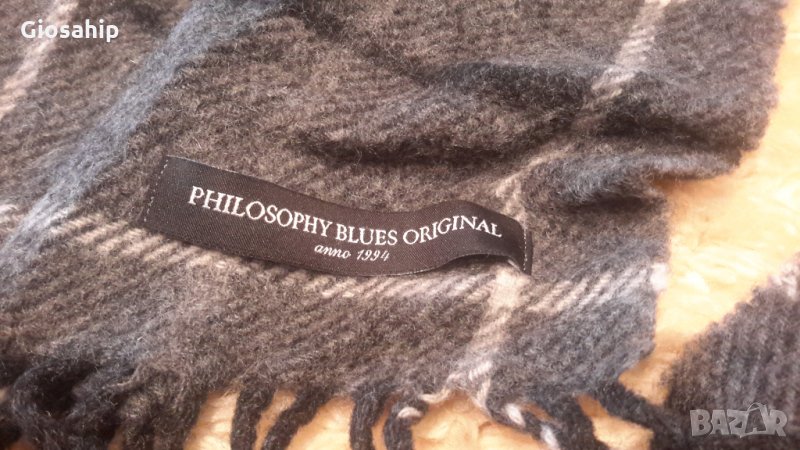 Giosahip
PHILOSOPHY BLUES ORIGINAL
anno 1994
BAZAR